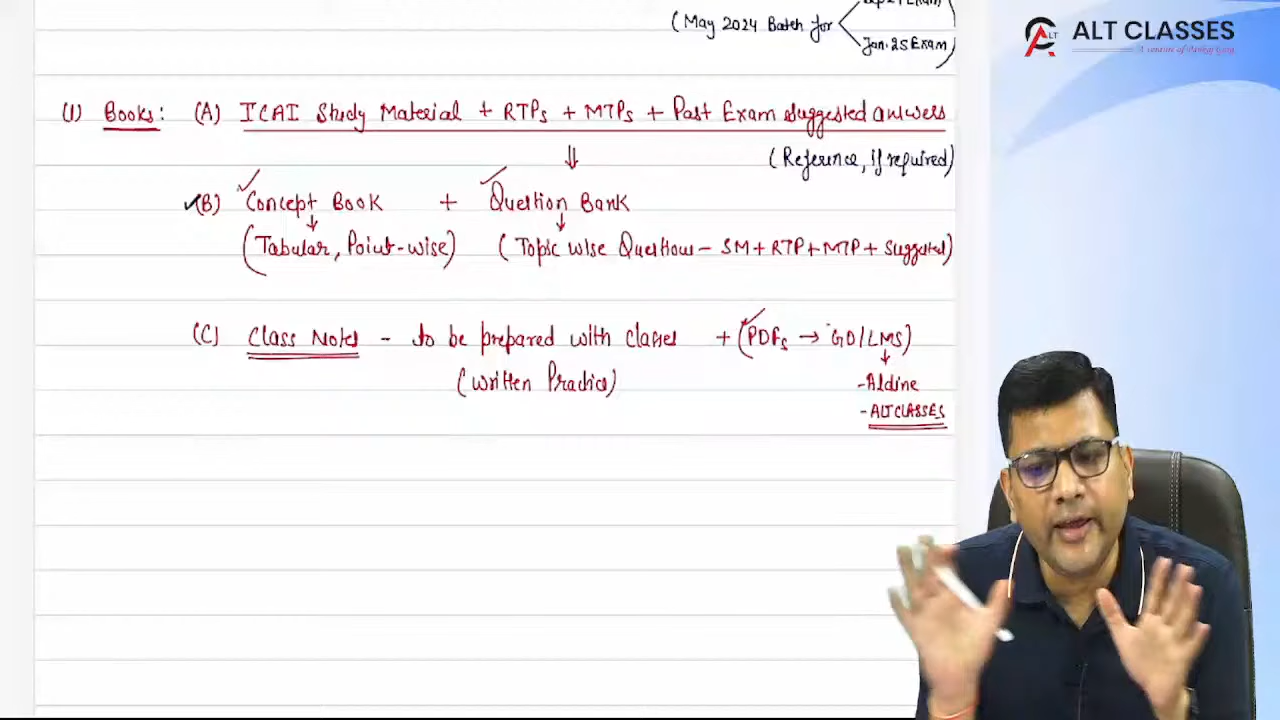 (May 2024 Batch for
Jan. 25 Exam)
ALT CLASSES
(1) Books: (A) ICAI Study Material + RTPs + MTPs + Past Exam Suggested answers
(Reference, if required)
(B) Concept Book + Question Bank
(Tabular, Point-wise) (Topic wise Questions - SM + RTP + MTP + Suggested)
(C) Class Notes - to be prepared with classes + (PDFs → GD/LMS)
(Written Practice)
- Aldine
- ALT CLASSES